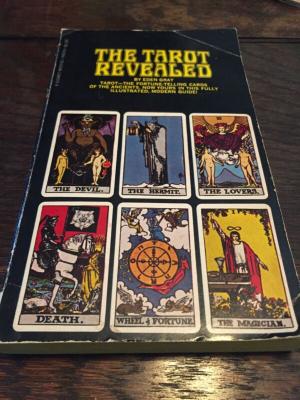 THE TAROT
REVEALED
BY EDEN GRAY
TAROT—THE FORTUNE-TELLING CARDS
OF THE ANCIENTS, NOW YOURS IN THIS FULLY
ILLUSTRATED, MODERN GUIDE!
THE DEVIL.
THE HERMIT.
THE LOVERS.
DEATH.
WHEEL of FORTUNE.
THE MAGICIAN.